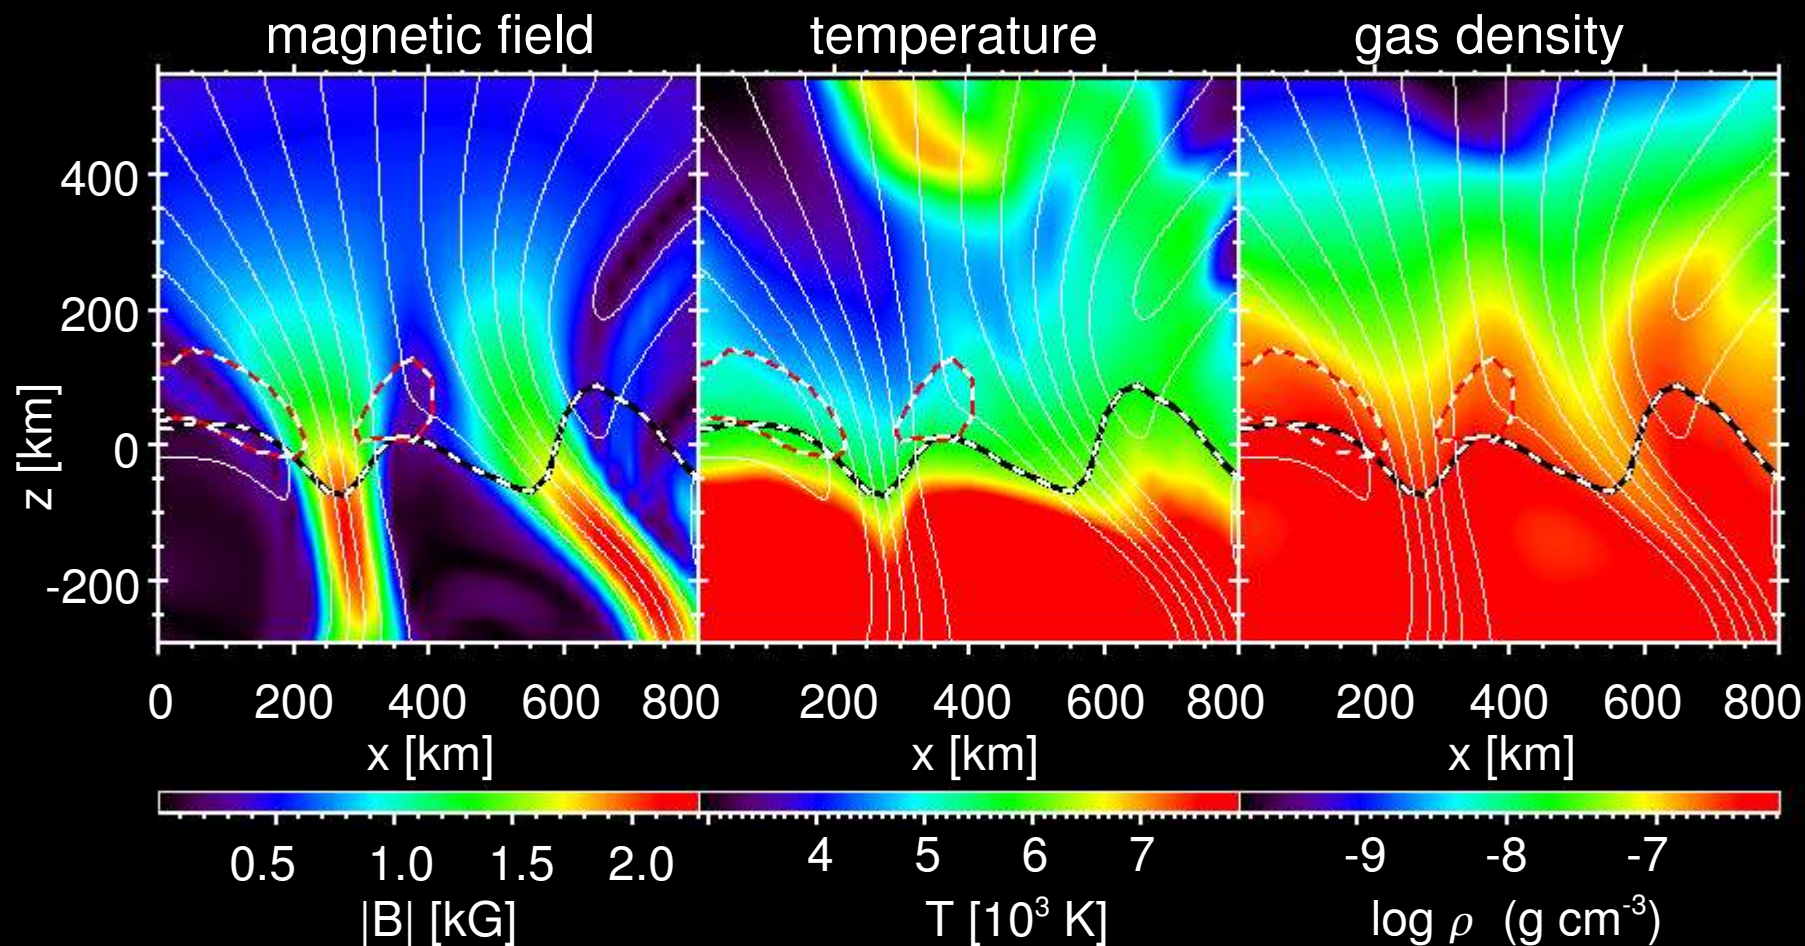 magnetic field temperature gas density
400
200
0
-200
z [km]
0 200 400 600 800 200 400 600 800 200 400 600 800
x [km] x [km] x [km]
0.5 1.0 1.5 2.0 4 5 6 7 -9 -8 -7
|B| [kG] T [10³ K] log ρ (g cm⁻³)